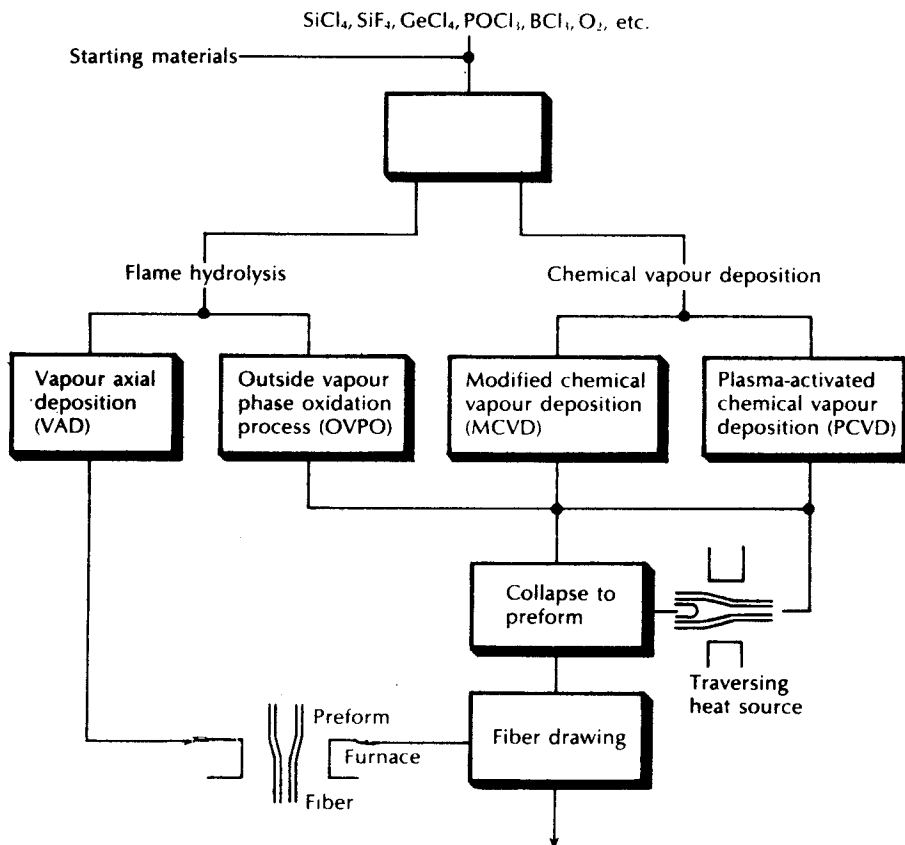 SiCl₄, SiF₄, GeCl₄, POCl₃, BCl₃, O₂, etc.
Starting materials
Flame hydrolysis
Chemical vapour deposition
Vapour axial
deposition
(VAD)
Outside vapour
phase oxidation
process (OVPO)
Modified chemical
vapour deposition
(MCVD)
Plasma-activated
chemical vapour
deposition (PCVD)
Collapse to
preform
Traversing
heat source
Preform
Furnace
Fiber
Fiber drawing